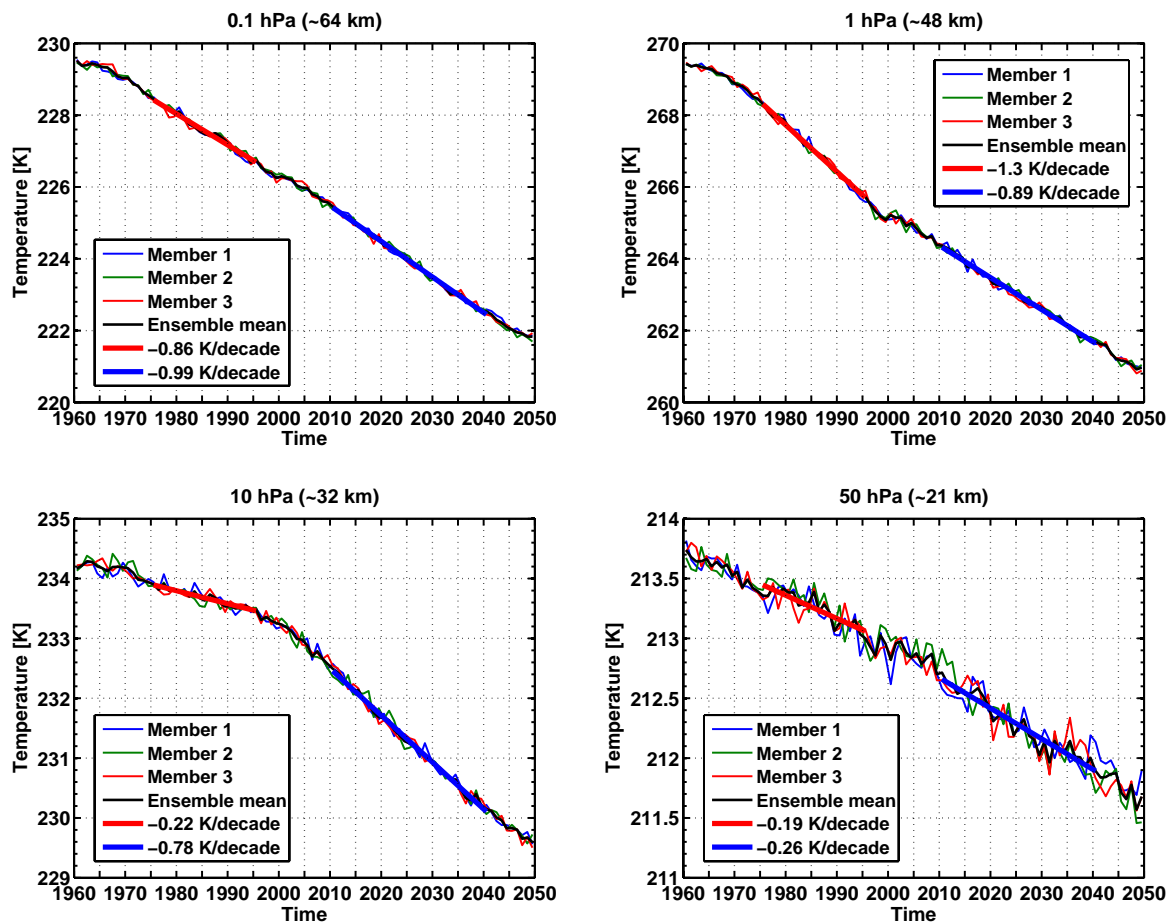 0.1 hPa (~64 km)
Temperature [K]
230
228
226
224
222
220
Member 1
Member 2
Member 3
Ensemble mean
−0.86 K/decade
−0.99 K/decade
1960 1970 1980 1990 2000 2010 2020 2030 2040 2050
Time
1 hPa (~48 km)
Temperature [K]
270
268
266
264
262
260
Member 1
Member 2
Member 3
Ensemble mean
−1.3 K/decade
−0.89 K/decade
1960 1970 1980 1990 2000 2010 2020 2030 2040 2050
Time
10 hPa (~32 km)
Temperature [K]
235
234
233
232
231
230
229
Member 1
Member 2
Member 3
Ensemble mean
−0.22 K/decade
−0.78 K/decade
1960 1970 1980 1990 2000 2010 2020 2030 2040 2050
Time
50 hPa (~21 km)
Temperature [K]
214
213.5
213
212.5
212
211.5
211
Member 1
Member 2
Member 3
Ensemble mean
−0.19 K/decade
−0.26 K/decade
1960 1970 1980 1990 2000 2010 2020 2030 2040 2050
Time